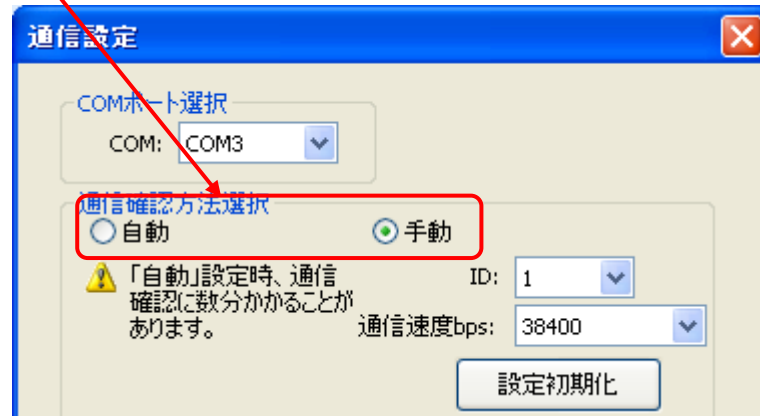 通信設定
COMポート選択
COM: COM3
通信確認方法選択
自動 手動
「自動」設定時、通信
確認に数分かかることが
あります。
ID: 1
通信速度bps: 38400
設定初期化